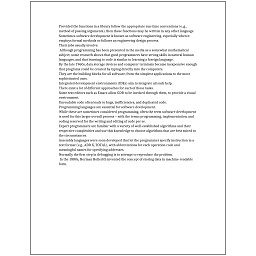 Provided the functions in a library follow the appropriate run-time conventions (e.g.,
method of passing arguments), then these functions may be written in any other language.
Sometimes software development is known as software engineering, especially when it
employs formal methods or follows an engineering design process.
Their jobs usually involve:
Although programming has been presented in the media as a somewhat mathematical
subject, some research shows that good programmers have strong skills in natural human
languages, and that learning to code is similar to learning a foreign language.
By the late 1960s, data storage devices and computer terminals became inexpensive enough
that programs could be created by typing directly into the computers.
They are the building blocks for all software, from the simplest applications to the most
sophisticated ones.
Integrated development environments (IDEs) aim to integrate all such help.
There exist a lot of different approaches for each of those tasks.
Some text editors such as Emacs allow GDB to be invoked through them, to provide a visual
environment.
Unreadable code often leads to bugs, inefficiencies, and duplicated code.
Programming languages are essential for software development.
While these are sometimes considered programming, often the term software development
is used for this larger overall process – with the terms programming, implementation, and
coding reserved for the writing and editing of code per se.
Expert programmers are familiar with a variety of well-established algorithms and their
respective complexities and use this knowledge to choose algorithms that are best suited to
the circumstances.
Assembly languages were soon developed that let the programmer specify instruction in a
text format (e.g., ADD X, TOTAL), with abbreviations for each operation code and
meaningful names for specifying addresses.
Normally the first step in debugging is to attempt to reproduce the problem.
In the 1880s, Herman Hollerith invented the concept of storing data in machine-readable
form.